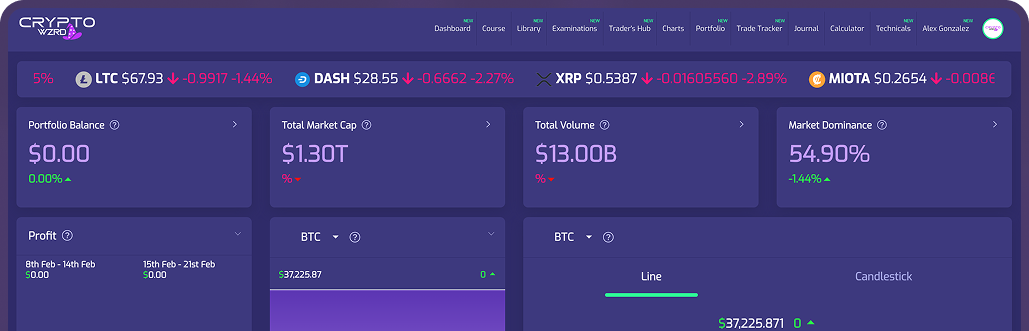 CRYPTO
WZRD
NEW NEW NEW NEW NEW NEW NEW NEW
Dashboard Course Library Examinations Trader's Hub Charts Portfolio Trade Tracker Journal Calculator Technicals Alex Gonzalez
5% LTC $67.93 -0.9917 -1.44% DASH $28.55 -0.6662 -2.27% XRP $0.5387 -0.01605560 -2.89% MIOTA $0.2654 -0.0086
Portfolio Balance ? Total Market Cap ? Total Volume ? Market Dominance ?
$0.00 $1.30T $13.00B 54.90%
0.00% % % -1.44%
Profit ? BTC ? BTC ?
8th Feb - 14th Feb 15th Feb - 21st Feb
$0.00 $0.00
$37,225.87 0
Line Candlestick
$37,225.871 0